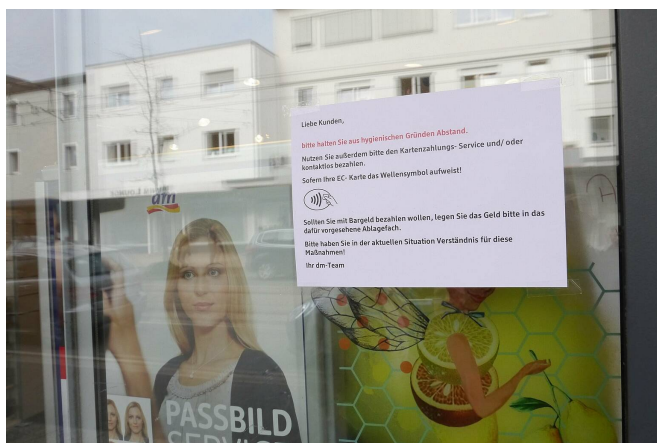 Liebe Kunden,
bitte halten Sie aus hygienischen Gründen Abstand.
Nutzen Sie außerdem bitte den Kartenzahlungs- Service und/ oder
kontaktlos bezahlen.
Sofern Ihre EC- Karte das Wellensymbol aufweist!
Sollten Sie mit Bargeld bezahlen wollen, legen Sie das Geld bitte in das
dafür vorgesehene Ablagefach.
Bitte haben Sie in der aktuellen Situation Verständnis für diese
Maßnahmen!
Ihr dm-Team
dm
PASSBILD
SERVICE